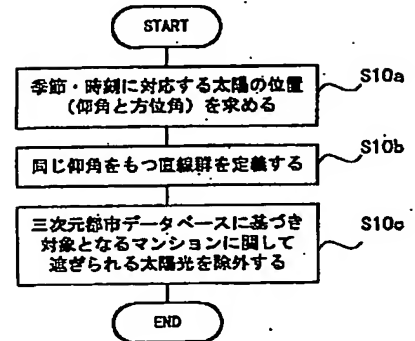 START
季節・時刻に対応する太陽の位置
(仰角と方位角)を求める
S10a
同じ仰角をもつ直線群を定義する
S10b
三次元都市データベースに基づき
対象となるマンションに関して
遮ぎられる太陽光を除外する
S10c
END